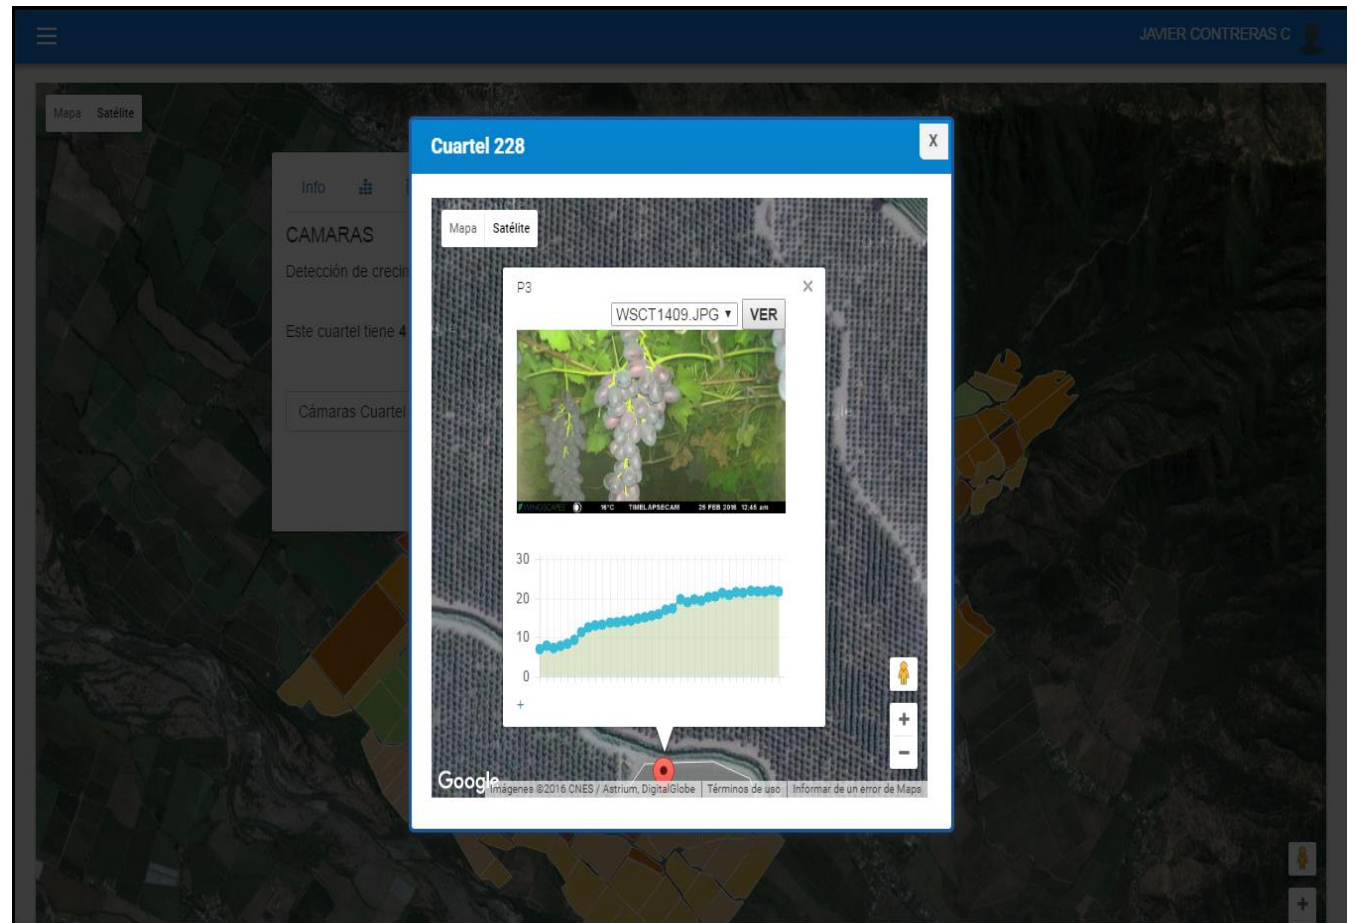 JAVIER CONTRERAS C
Mapa Satélite
Cuartel 228
X
Info
CAMARAS
Detección de crecin
Este cuartel tiene 4
Cámaras Cuartel
Mapa Satélite
P3
×
WSCT1409.JPG ▼ VER
WINGSCAPES 16°C TIMELAPSECAM 25 FEB 2016 12:45 am
30
20
10
0
+
+
−
Google
Imágenes ©2016 CNES / Astrium, DigitalGlobe Términos de uso Informar de un error de Maps
+